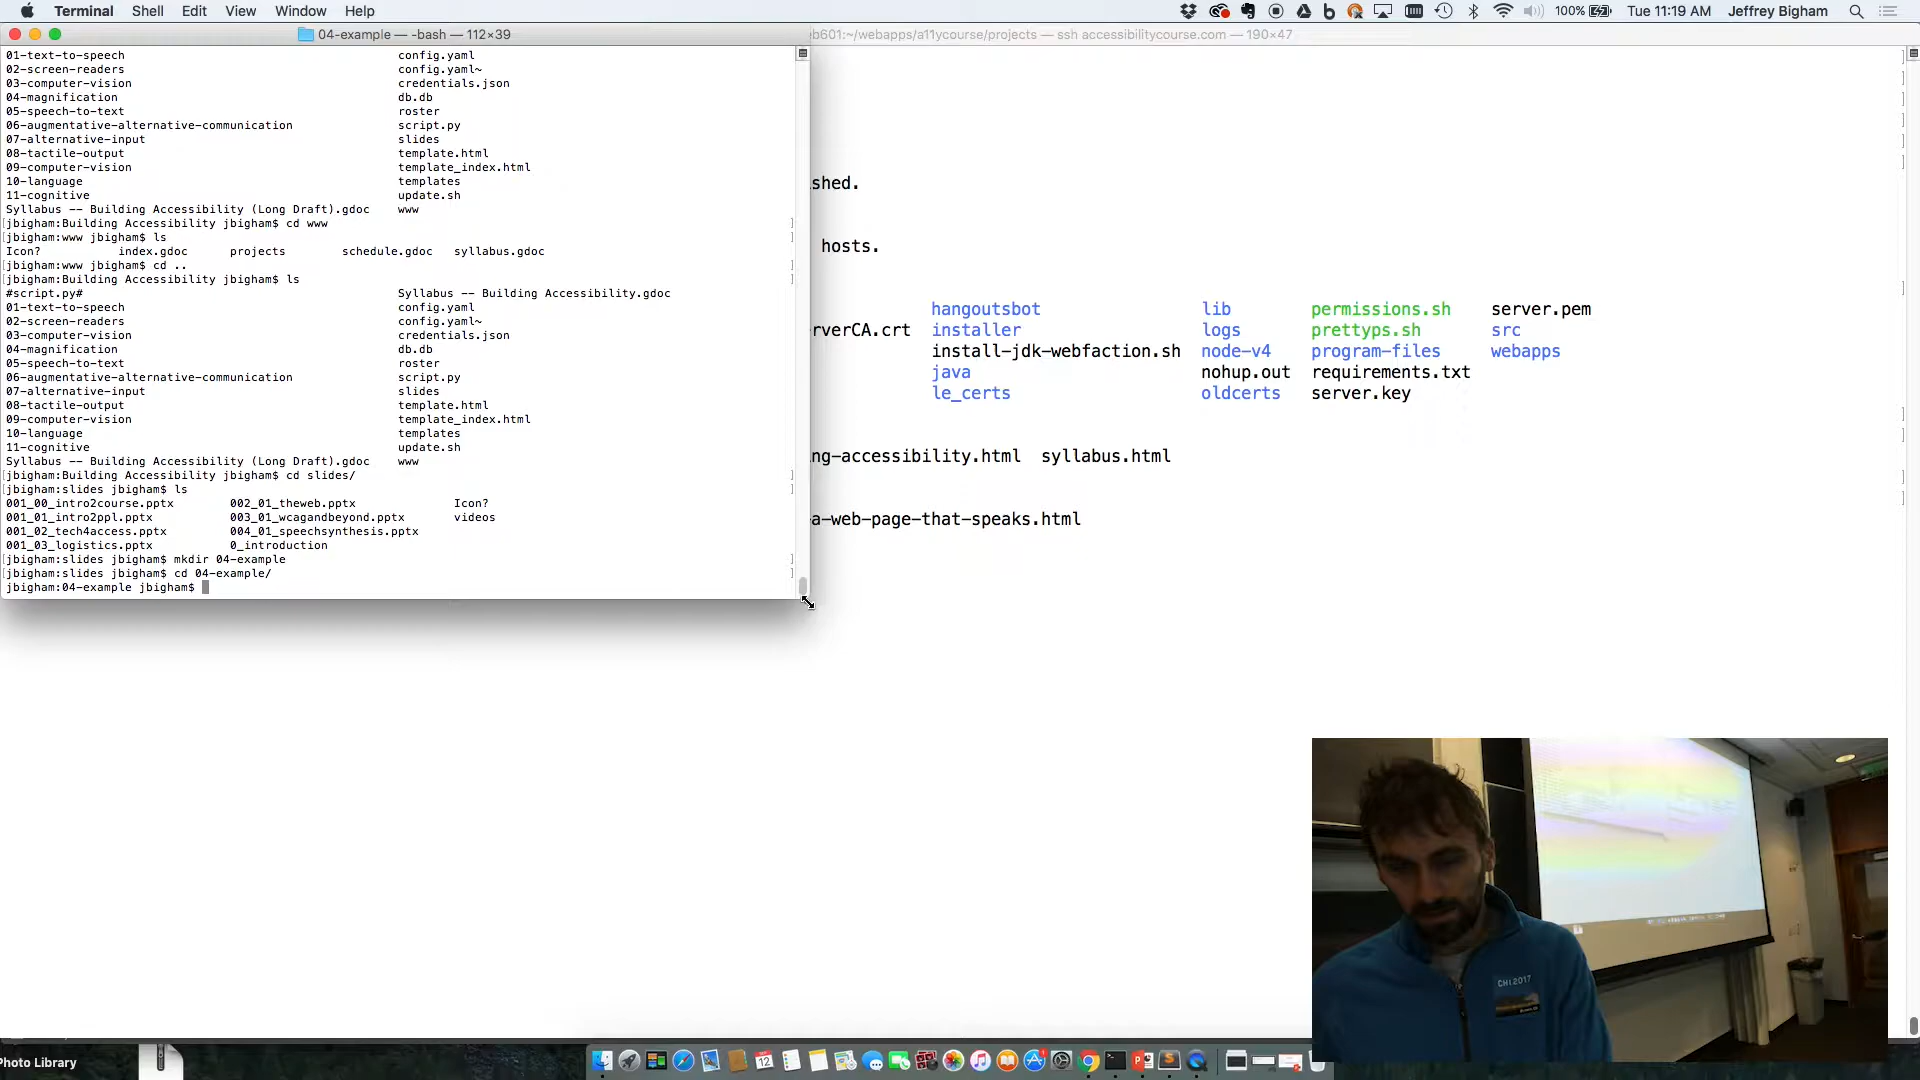 Terminal Shell Edit View Window Help
100% Tue 11:19 AM Jeffrey Bigham
04-example — -bash — 112×39
b601:~/webapps/a11ycourse/projects — ssh accessibilitycourse.com — 190×47
01-text-to-speech config.yaml
02-screen-readers config.yaml~
03-computer-vision credentials.json
04-magnification db.db
05-speech-to-text roster
06-augmentative-alternative-communication script.py
07-alternative-input slides
08-tactile-output template.html
09-computer-vision template_index.html
10-language templates
11-cognitive update.sh
Syllabus -- Building Accessibility (Long Draft).gdoc www
[jbigham:Building Accessibility jbigham$ cd www ]
[jbigham:www jbigham$ ls ]
Icon? index.gdoc projects schedule.gdoc syllabus.gdoc
[jbigham:www jbigham$ cd .. ]
[jbigham:Building Accessibility jbigham$ ls ]
#script.py# Syllabus -- Building Accessibility.gdoc
01-text-to-speech config.yaml
02-screen-readers config.yaml~
03-computer-vision credentials.json
04-magnification db.db
05-speech-to-text roster
06-augmentative-alternative-communication script.py
07-alternative-input slides
08-tactile-output template.html
09-computer-vision template_index.html
10-language templates
11-cognitive update.sh
Syllabus -- Building Accessibility (Long Draft).gdoc www
[jbigham:Building Accessibility jbigham$ cd slides/ ]
[jbigham:slides jbigham$ ls ]
001_00_intro2course.pptx 002_01_theweb.pptx Icon?
001_01_intro2ppl.pptx 003_01_wcagandbeyond.pptx videos
001_02_tech4access.pptx 004_01_speechsynthesis.pptx
001_03_logistics.pptx 0_introduction
[jbigham:slides jbigham$ mkdir 04-example ]
[jbigham:slides jbigham$ cd 04-example/ ]
jbigham:04-example jbigham$
shed.
hosts.
hangoutsbot lib permissions.sh server.pem
rverCA.crt installer logs prettyps.sh src
install-jdk-webfaction.sh node-v4 program-files webapps
java nohup.out requirements.txt
le_certs oldcerts server.key
ng-accessibility.html syllabus.html
a-web-page-that-speaks.html
CHI 2017
Photo Library